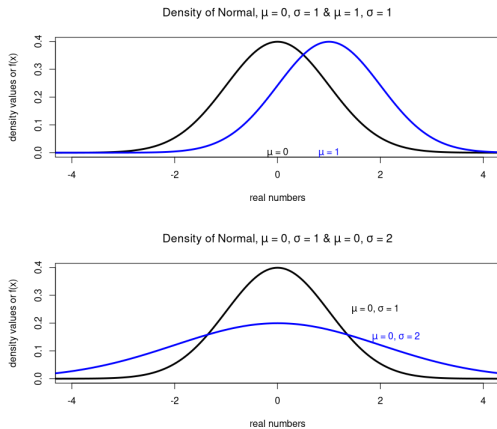 Density of Normal, μ = 0, σ = 1 & μ = 1, σ = 1
density values or f(x)
0.4
0.3
0.2
0.1
0.0
μ = 0
μ = 1
-4
-2
0
2
4
real numbers
Density of Normal, μ = 0, σ = 1 & μ = 0, σ = 2
density values or f(x)
0.4
0.3
0.2
0.1
0.0
μ = 0, σ = 1
μ = 0, σ = 2
-4
-2
0
2
4
real numbers